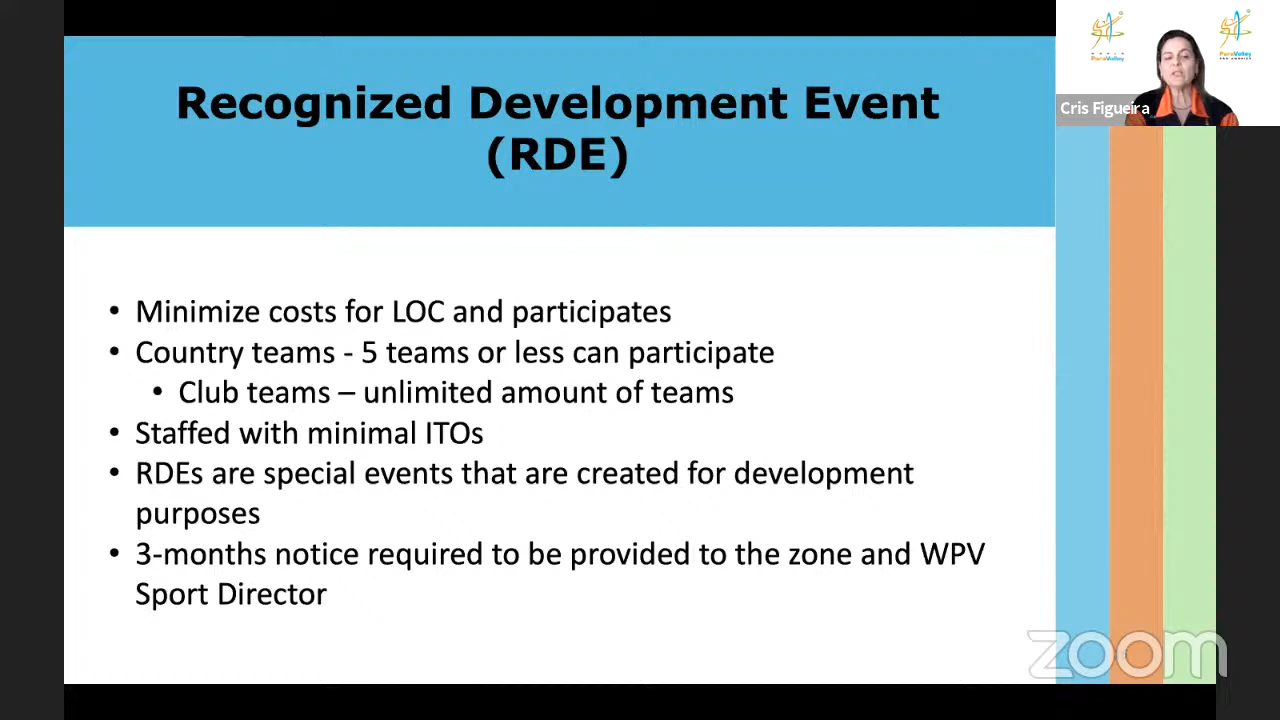 Recognized Development Event
(RDE)
• Minimize costs for LOC and participates
• Country teams - 5 teams or less can participate
• Club teams – unlimited amount of teams
• Staffed with minimal ITOs
• RDEs are special events that are created for development
purposes
• 3-months notice required to be provided to the zone and WPV
Sport Director
ParaVolley
ParaVolley
Cris Figueira
zoom